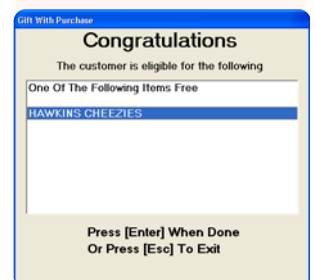 Gift With Purchase
Congratulations
The customer is eligible for the following
One Of The Following Items Free
HAWKINS CHEEZIES
Press [Enter] When Done
Or Press [Esc] To Exit